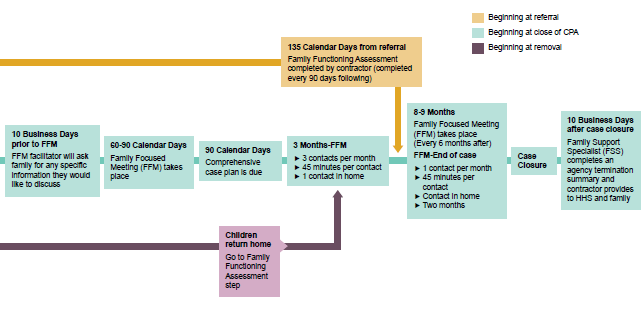 Beginning at referral
Beginning at close of CPA
Beginning at removal
135 Calendar Days from referral
Family Functioning Assessment
completed by contractor (completed
every 90 days following)
10 Business Days
prior to FFM
FFM facilitator will ask
family for any specific
information they would
like to discuss
60-90 Calendar Days
Family Focused
Meeting (FFM) takes
place
90 Calendar Days
Comprehensive
case plan is due
3 Months-FFM
► 3 contacts per month
► 45 minutes per contact
► 1 contact in home
8-9 Months
Family Focused Meeting
(FFM) takes place
(Every 6 months after)
FFM-End of case
► 1 contact per month
► 45 minutes per
contact
► Contact in home
► Two months
Case
Closure
10 Business Days
after case closure
Family Support
Specialist (FSS)
completes an
agency termination
summary and
contractor provides
to HHS and family
Children
return home
Go to Family
Functioning
Assessment
step